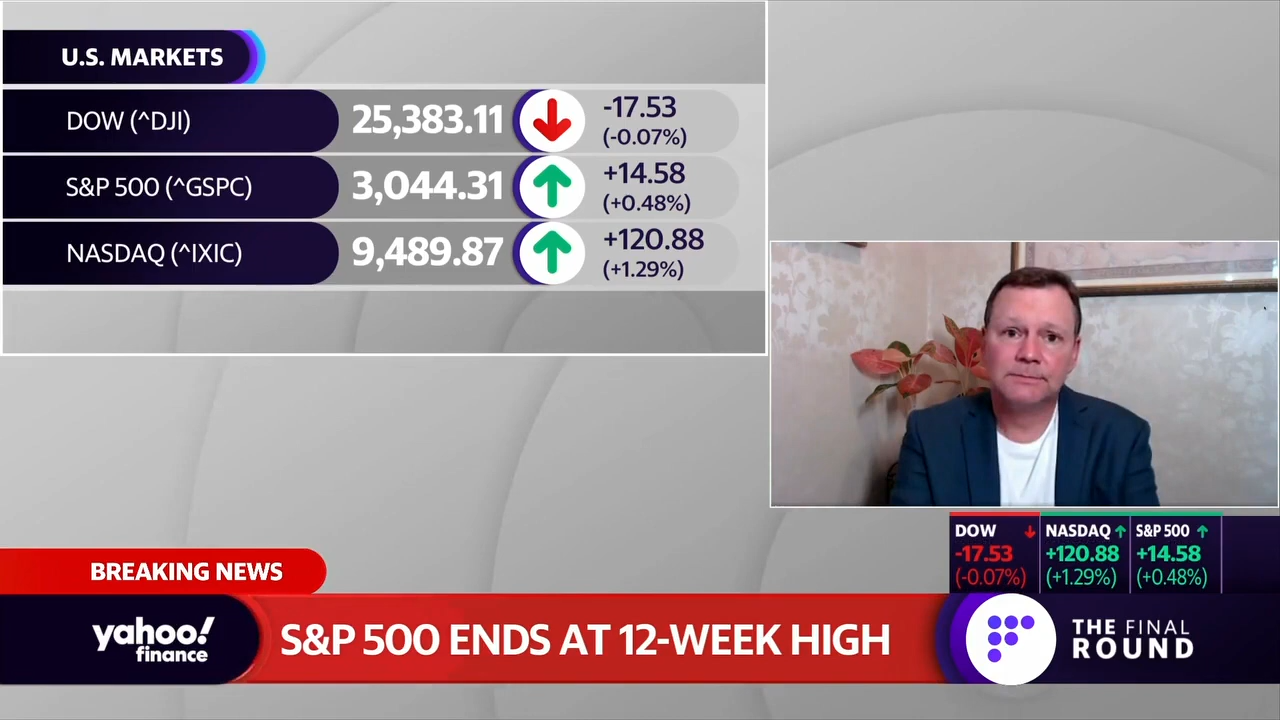 U.S. MARKETS
DOW (^DJI) 25,383.11 -17.53
(-0.07%)
S&P 500 (^GSPC) 3,044.31 +14.58
(+0.48%)
NASDAQ (^IXIC) 9,489.87 +120.88
(+1.29%)
DOW NASDAQ S&P 500
-17.53 +120.88 +14.58
(-0.07%) (+1.29%) (+0.48%)
BREAKING NEWS
yahoo!
finance
S&P 500 ENDS AT 12-WEEK HIGH
THE FINAL
ROUND